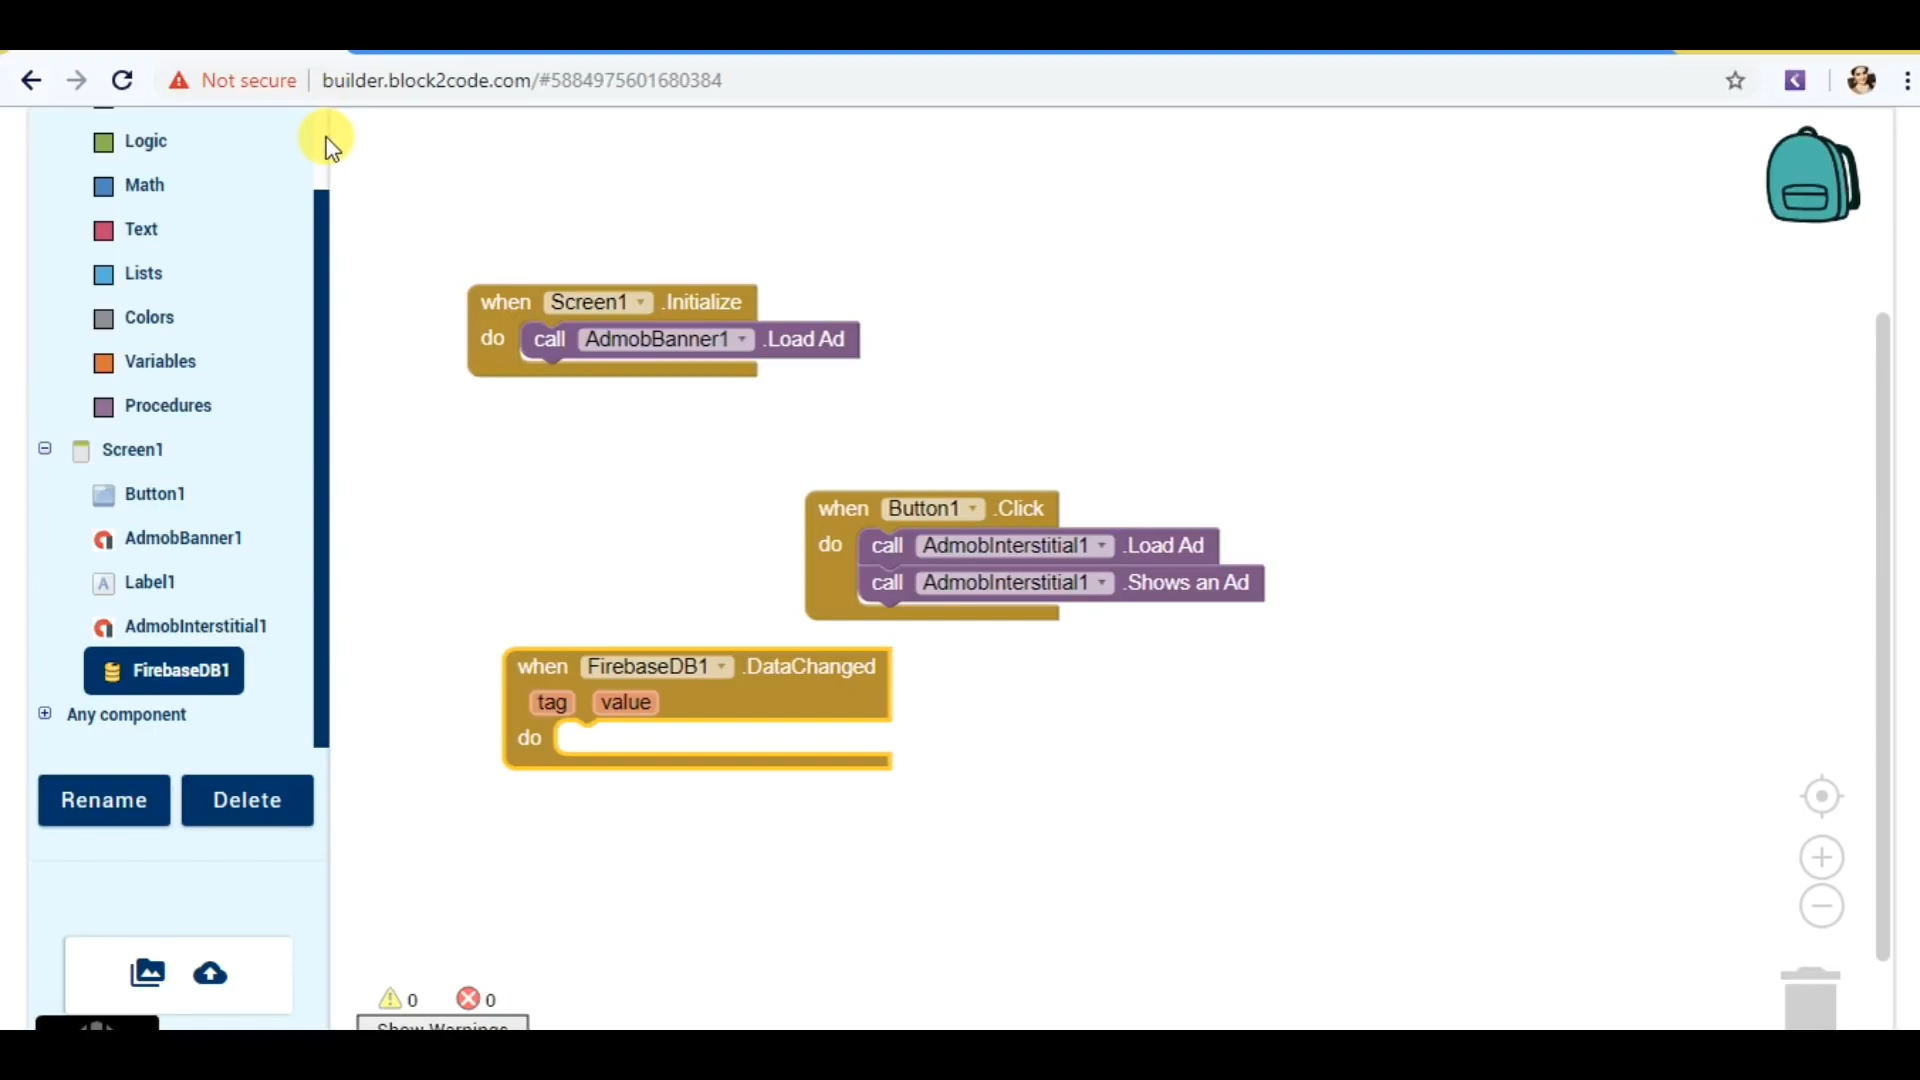 Not secure
builder.block2code.com/#5884975601680384
Logic
Math
Text
Lists
Colors
Variables
Procedures
Screen1
Button1
AdmobBanner1
Label1
AdmobInterstitial1
FirebaseDB1
Any component
Rename Delete
when Screen1 .Initialize
do call AdmobBanner1 .Load Ad
when Button1 .Click
do call AdmobInterstitial1 .Load Ad
call AdmobInterstitial1 .Shows an Ad
when FirebaseDB1 .DataChanged
tag value
do
0 0
Show Warnings